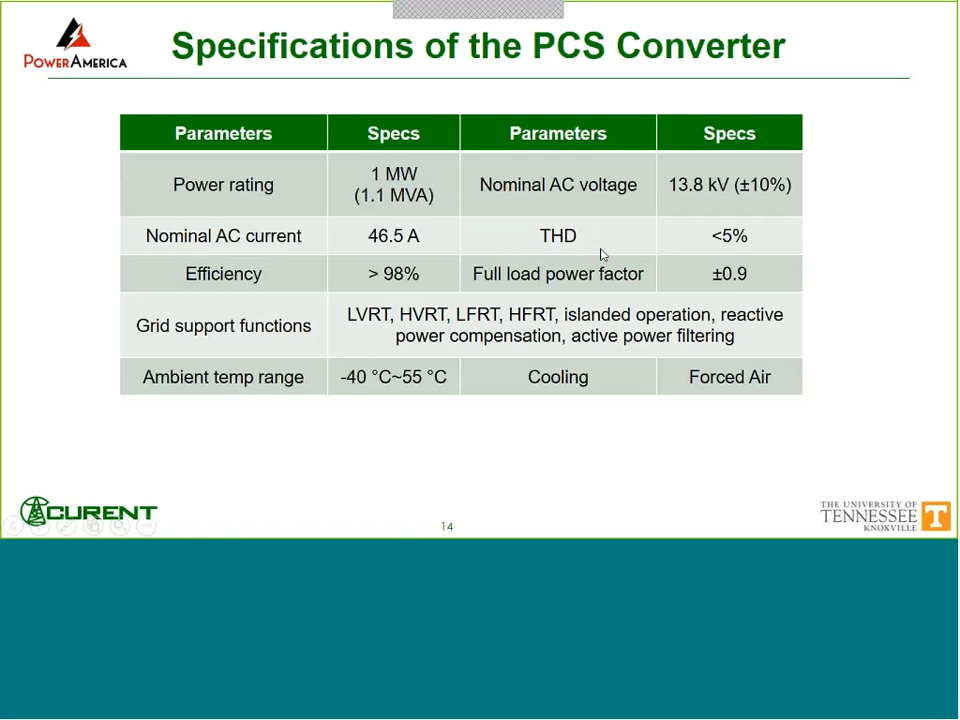 Specifications of the PCS Converter
POWERAMERICA
Parameters Specs Parameters Specs
Power rating 1 MW (1.1 MVA) Nominal AC voltage 13.8 kV (±10%)
Nominal AC current 46.5 A THD <5%
Efficiency > 98% Full load power factor ±0.9
Grid support functions LVRT, HVRT, LFRT, HFRT, islanded operation, reactive
power compensation, active power filtering
Ambient temp range -40 °C~55 °C Cooling Forced Air
CURENT
14
THE UNIVERSITY OF
TENNESSEE
KNOXVILLE
T